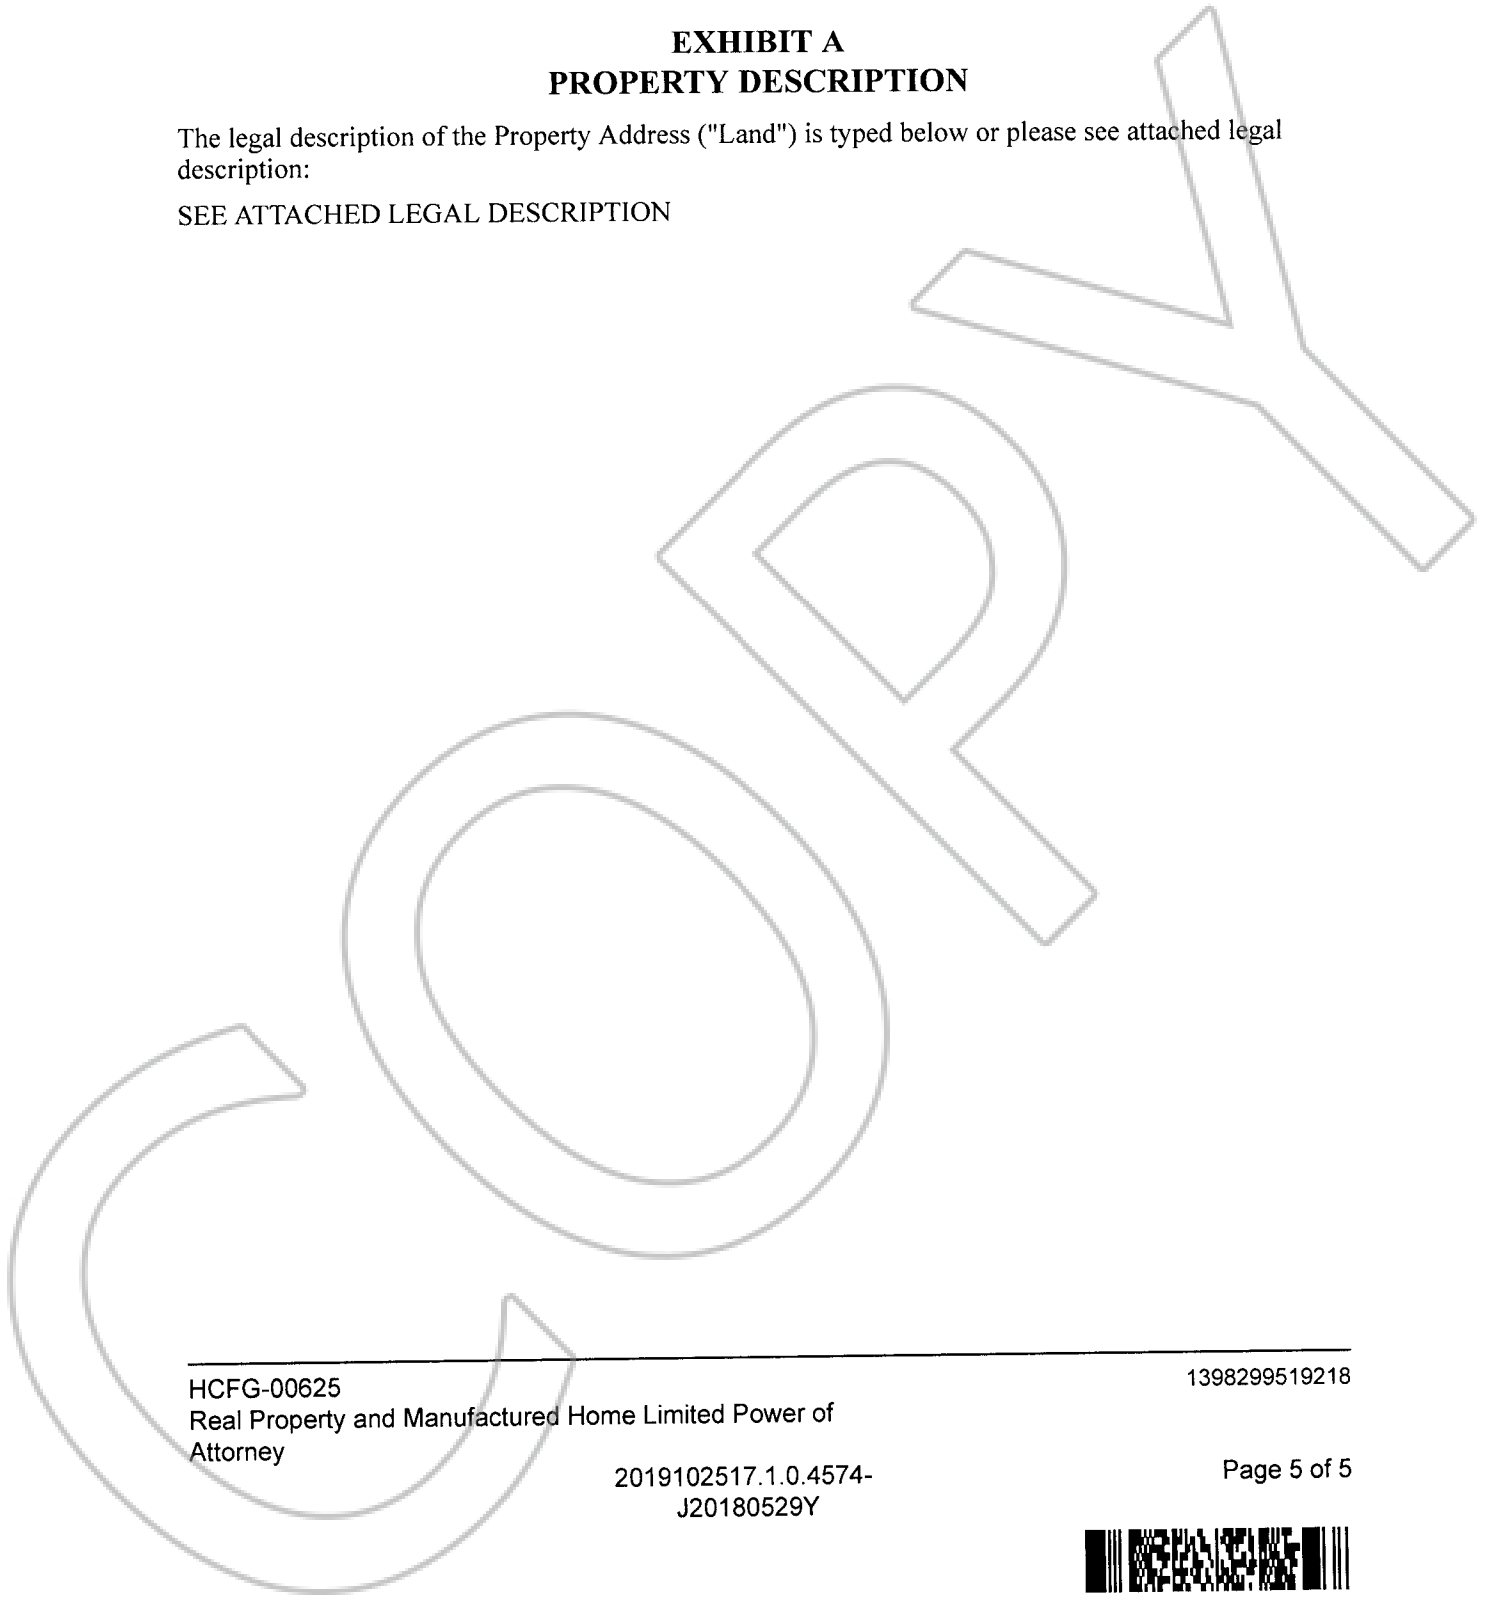 EXHIBIT A
PROPERTY DESCRIPTION
The legal description of the Property Address ("Land") is typed below or please see attached legal
description:
SEE ATTACHED LEGAL DESCRIPTION
COPY
HCFG-00625
1398299519218
Real Property and Manufactured Home Limited Power of
Attorney
2019102517.1.0.4574-
J20180529Y
Page 5 of 5